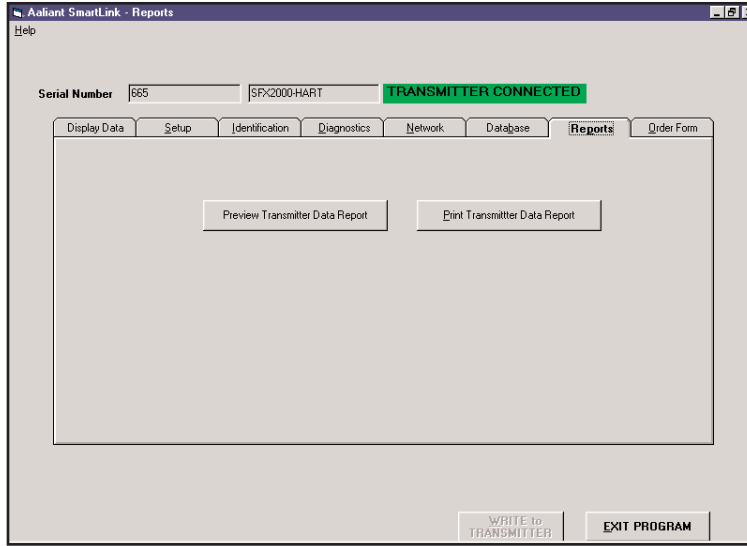 Aaliant SmartLink - Reports
Help
Serial Number 665 SFX2000-HART TRANSMITTER CONNECTED
Display Data Setup Identification Diagnostics Network Database Reports Order Form
Preview Transmitter Data Report Print Transmittter Data Report
WRITE to
TRANSMITTER
EXIT PROGRAM